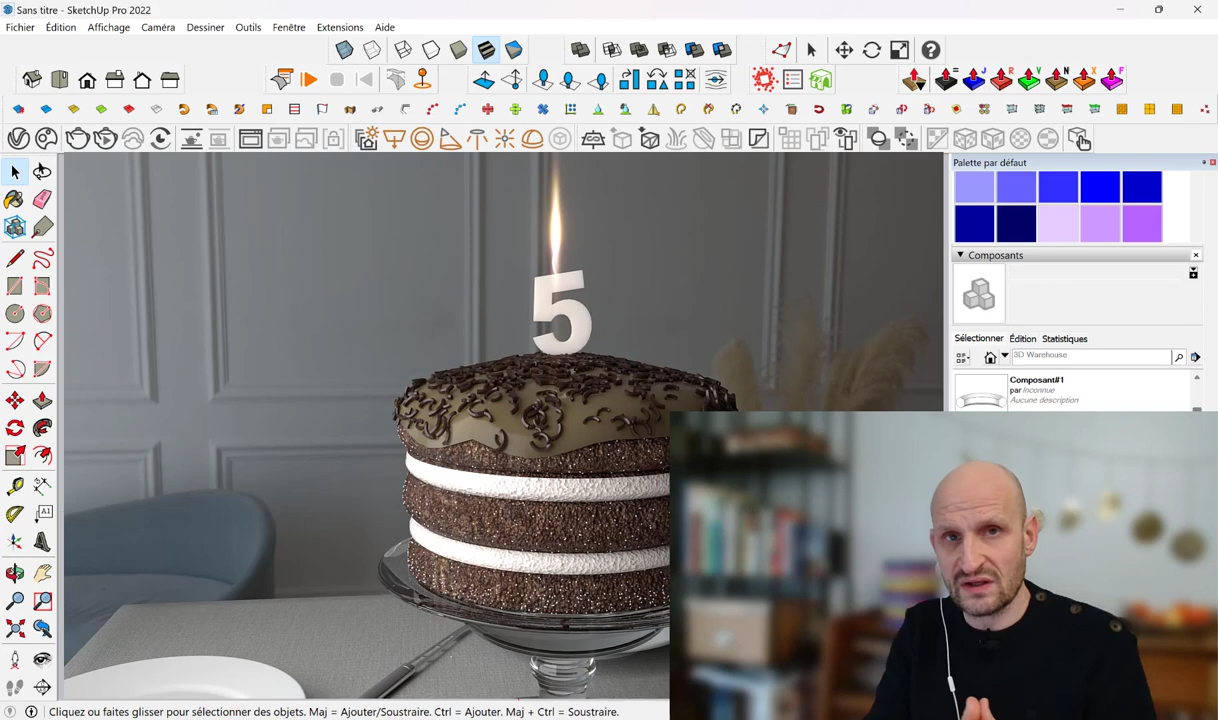 Sans titre - SketchUp Pro 2022
Fichier Édition Affichage Caméra Dessiner Outils Fenêtre Extensions Aide
Palette par défaut
Composants
Sélectionner Édition Statistiques
3D Warehouse
Composant#1
par Inconnue
Aucune description
5
A1
Cliquez ou faites glisser pour sélectionner des objets. Maj = Ajouter/Soustraire. Ctrl = Ajouter. Maj + Ctrl = Soustraire.